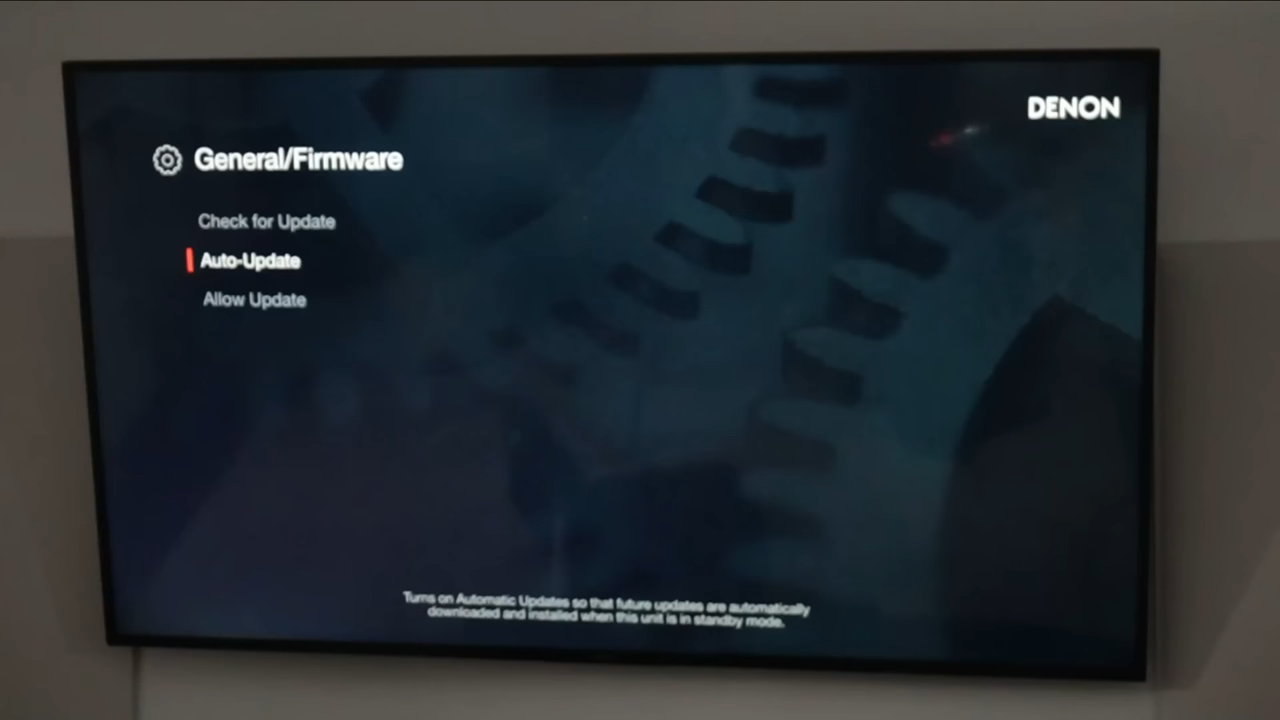 DENON
General/Firmware
Check for Update
Auto-Update
Allow Update
Turns on Automatic Updates so that future updates are automatically
downloaded and installed when this unit is in standby mode.